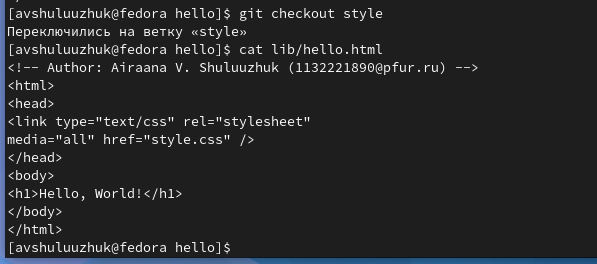 [avshuluuzhuk@fedora hello]$ git checkout style
Переключились на ветку «style»
[avshuluuzhuk@fedora hello]$ cat lib/hello.html
<!-- Author: Airaana V. Shuluuzhuk (1132221890@pfur.ru) -->
<html>
<head>
<link type="text/css" rel="stylesheet"
media="all" href="style.css" />
</head>
<body>
<h1>Hello, World!</h1>
</body>
</html>
[avshuluuzhuk@fedora hello]$